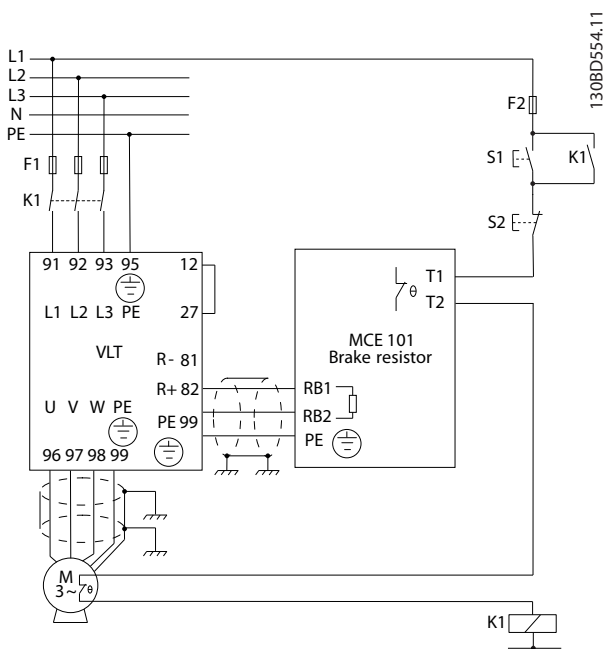 130BD554.11
L1
L2
L3
N
PE
F1
K1
F2
S1
K1
S2
91 92 93 95 12
L1 L2 L3 PE 27
VLT
R- 81
R+ 82
U V W PE
PE 99
96 97 98 99
θ
T1
T2
MCE 101
Brake resistor
RB1
RB2
PE
M
3~
θ
K1